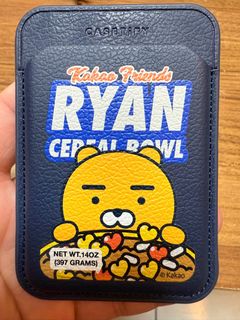 CASETiFY
Kakao Friends
RYAN
CEREAL BOWL
NET WT.14OZ
(397 GRAMS)
© Kakao